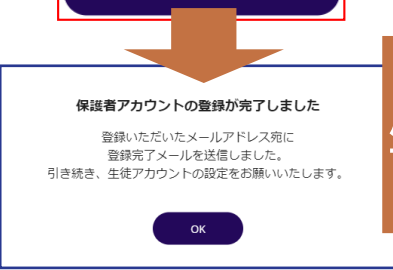 保護者アカウントの登録が完了しました
登録いただいたメールアドレス宛に
登録完了メールを送信しました。
引き続き、生徒アカウントの設定をお願いいたします。
OK